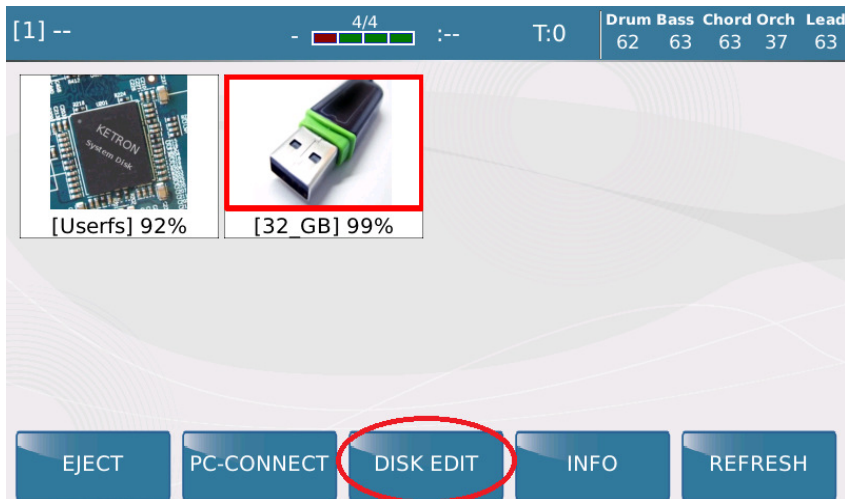 [1] --
-
4/4
:--
T:0
Drum Bass Chord Orch Lead
62 63 63 37 63
KETRON
System Disk
[Userfs] 92%
[32_GB] 99%
EJECT
PC-CONNECT
DISK EDIT
INFO
REFRESH